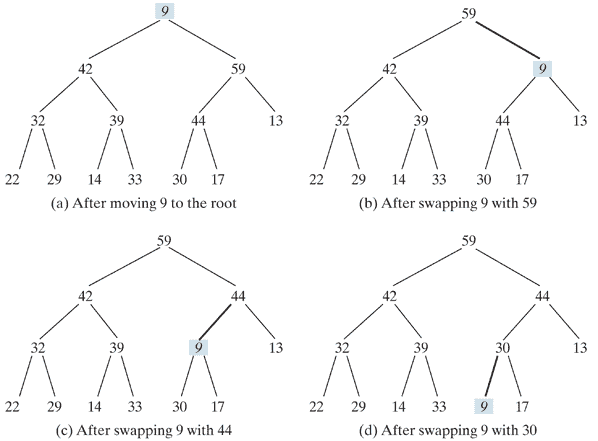 9
59
42 59
42 9
32 39 44 13
32 39 44 13
22 29 14 33 30 17
22 29 14 33 30 17
(a) After moving 9 to the root
(b) After swapping 9 with 59
59
59
42 44
42 44
32 39 9 13
32 39 30 13
22 29 14 33 30 17
22 29 14 33 9 17
(c) After swapping 9 with 44
(d) After swapping 9 with 30